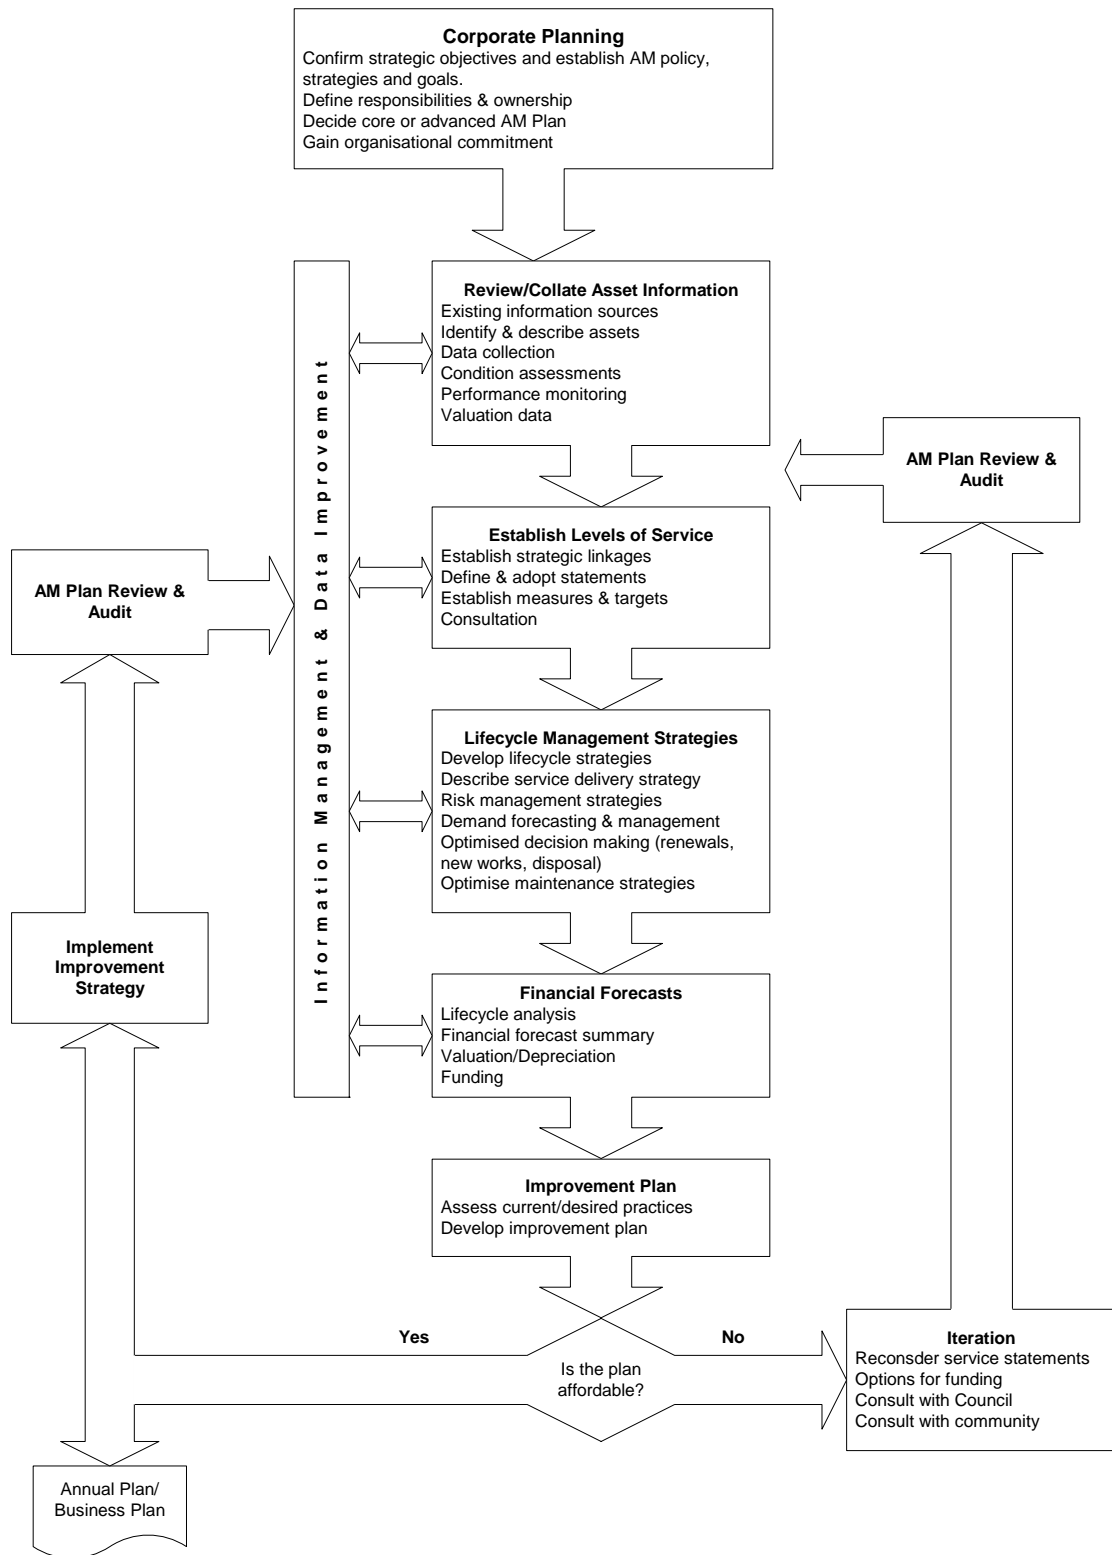 Corporate Planning
Confirm strategic objectives and establish AM policy,
strategies and goals.
Define responsibilities & ownership
Decide core or advanced AM Plan
Gain organisational commitment
Information Management & Data Improvement
Review/Collate Asset Information
Existing information sources
Identify & describe assets
Data collection
Condition assessments
Performance monitoring
Valuation data
AM Plan Review &
Audit
Establish Levels of Service
Establish strategic linkages
Define & adopt statements
Establish measures & targets
Consultation
AM Plan Review &
Audit
Lifecycle Management Strategies
Develop lifecycle strategies
Describe service delivery strategy
Risk management strategies
Demand forecasting & management
Optimised decision making (renewals,
new works, disposal)
Optimise maintenance strategies
Implement
Improvement
Strategy
Financial Forecasts
Lifecycle analysis
Financial forecast summary
Valuation/Depreciation
Funding
Improvement Plan
Assess current/desired practices
Develop improvement plan
Yes
No
Is the plan
affordable?
Iteration
Reconsder service statements
Options for funding
Consult with Council
Consult with community
Annual Plan/
Business Plan